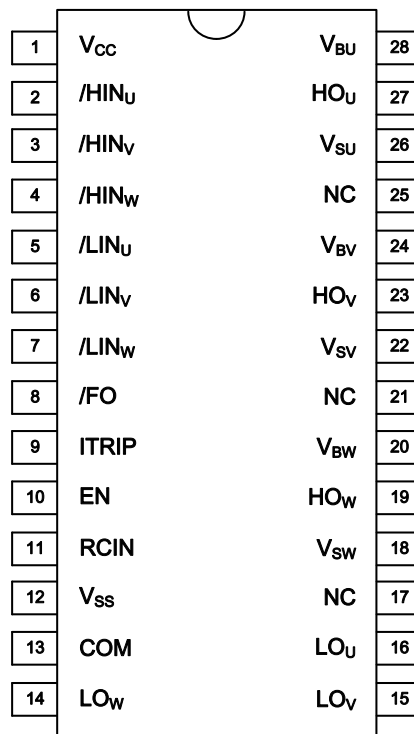 1 VCC VBU 28
2 /HINU HOU 27
3 /HINV VSU 26
4 /HINW NC 25
5 /LINU VBV 24
6 /LINV HOV 23
7 /LINW VSV 22
8 /FO NC 21
9 ITRIP VBW 20
10 EN HOW 19
11 RCIN VSW 18
12 VSS NC 17
13 COM LOU 16
14 LOW LOV 15